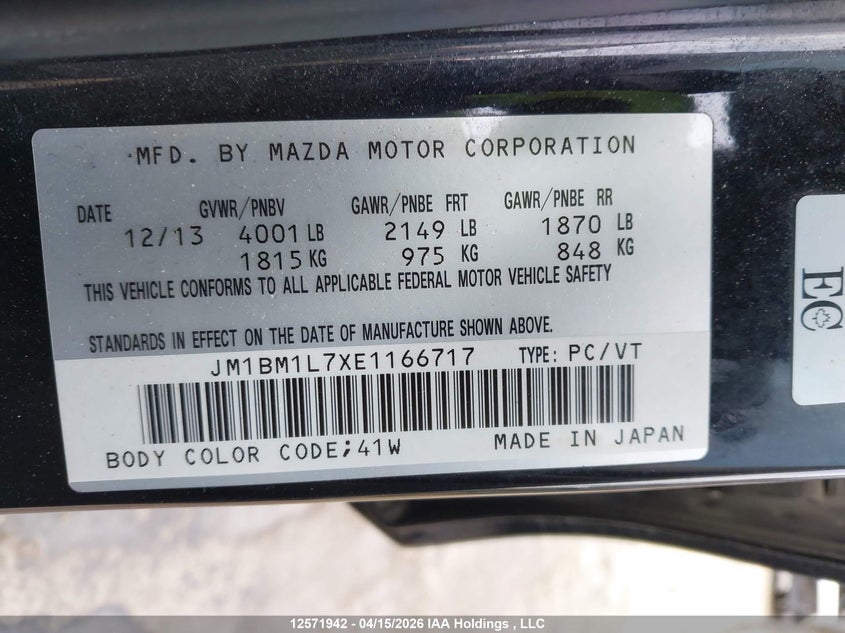 MFD. BY MAZDA MOTOR CORPORATION
DATE GVWR/PNBV GAWR/PNBE FRT GAWR/PNBE RR
12/13 4001 LB 2149 LB 1870 LB
1815 KG 975 KG 848 KG
THIS VEHICLE CONFORMS TO ALL APPLICABLE FEDERAL MOTOR VEHICLE SAFETY
STANDARDS IN EFFECT ON THE DATE OF MANUFACTURE SHOWN ABOVE.
JM1BM1L7XE1166717 TYPE: PC/VT
BODY COLOR CODE;41W MADE IN JAPAN
EC
12571942 - 04/15/2026 IAA Holdings , LLC